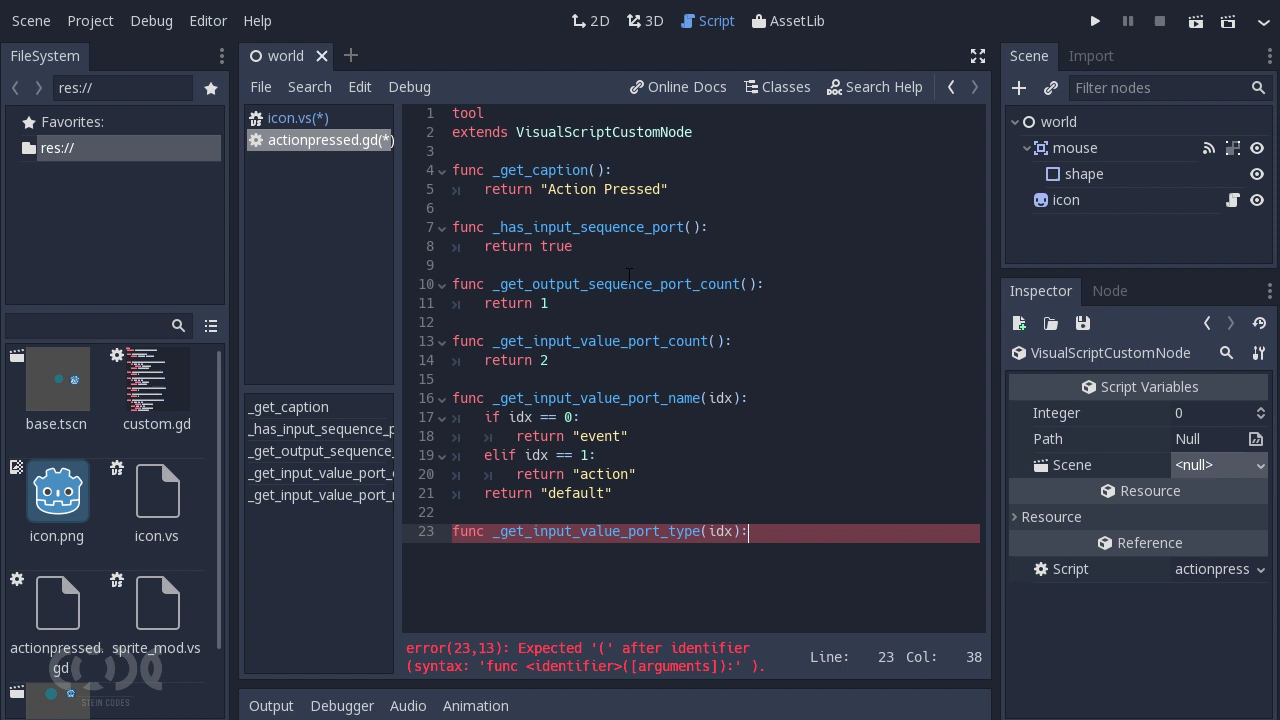 Scene Project Debug Editor Help
2D 3D Script AssetLib
FileSystem
res://
Favorites:
res://
base.tscn
custom.gd
icon.png
icon.vs
actionpressed.
gd
sprite_mod.vs
CODE
STEIN CODES
world
File Search Edit Debug
Online Docs Classes Search Help
icon.vs(*)
actionpressed.gd(*)
_get_caption
_has_input_sequence_p
_get_output_sequence_
_get_input_value_port_
_get_input_value_port_
1 tool
2 extends VisualScriptCustomNode
3
4 func _get_caption():
5 return "Action Pressed"
6
7 func _has_input_sequence_port():
8 return true
9
10 func _get_output_sequence_port_count():
11 return 1
12
13 func _get_input_value_port_count():
14 return 2
15
16 func _get_input_value_port_name(idx):
17 if idx == 0:
18 return "event"
19 elif idx == 1:
20 return "action"
21 return "default"
22
23 func _get_input_value_port_type(idx):
error(23,13): Expected '(' after identifier
(syntax: 'func <identifier>([arguments]):' ).
Line: 23 Col: 38
Output Debugger Audio Animation
Scene Import
Filter nodes
world
mouse
shape
icon
Inspector Node
VisualScriptCustomNode
Script Variables
Integer 0
Path Null
Scene <null>
Resource
Resource
Reference
Script actionpress